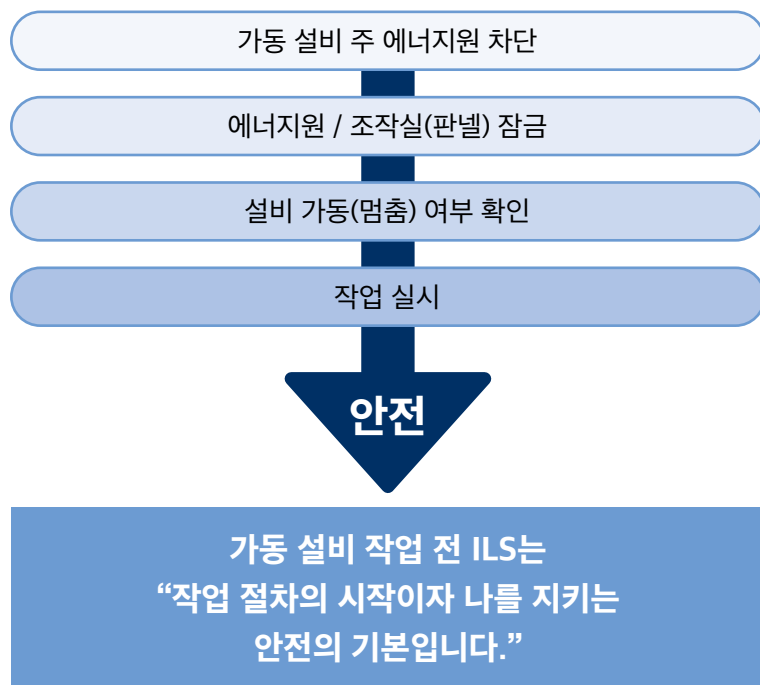 가동 설비 주 에너지원 차단
에너지원 / 조작실(판넬) 잠금
설비 가동(멈춤) 여부 확인
작업 실시
안전
가동 설비 작업 전 ILS는
“작업 절차의 시작이자 나를 지키는
안전의 기본입니다.”